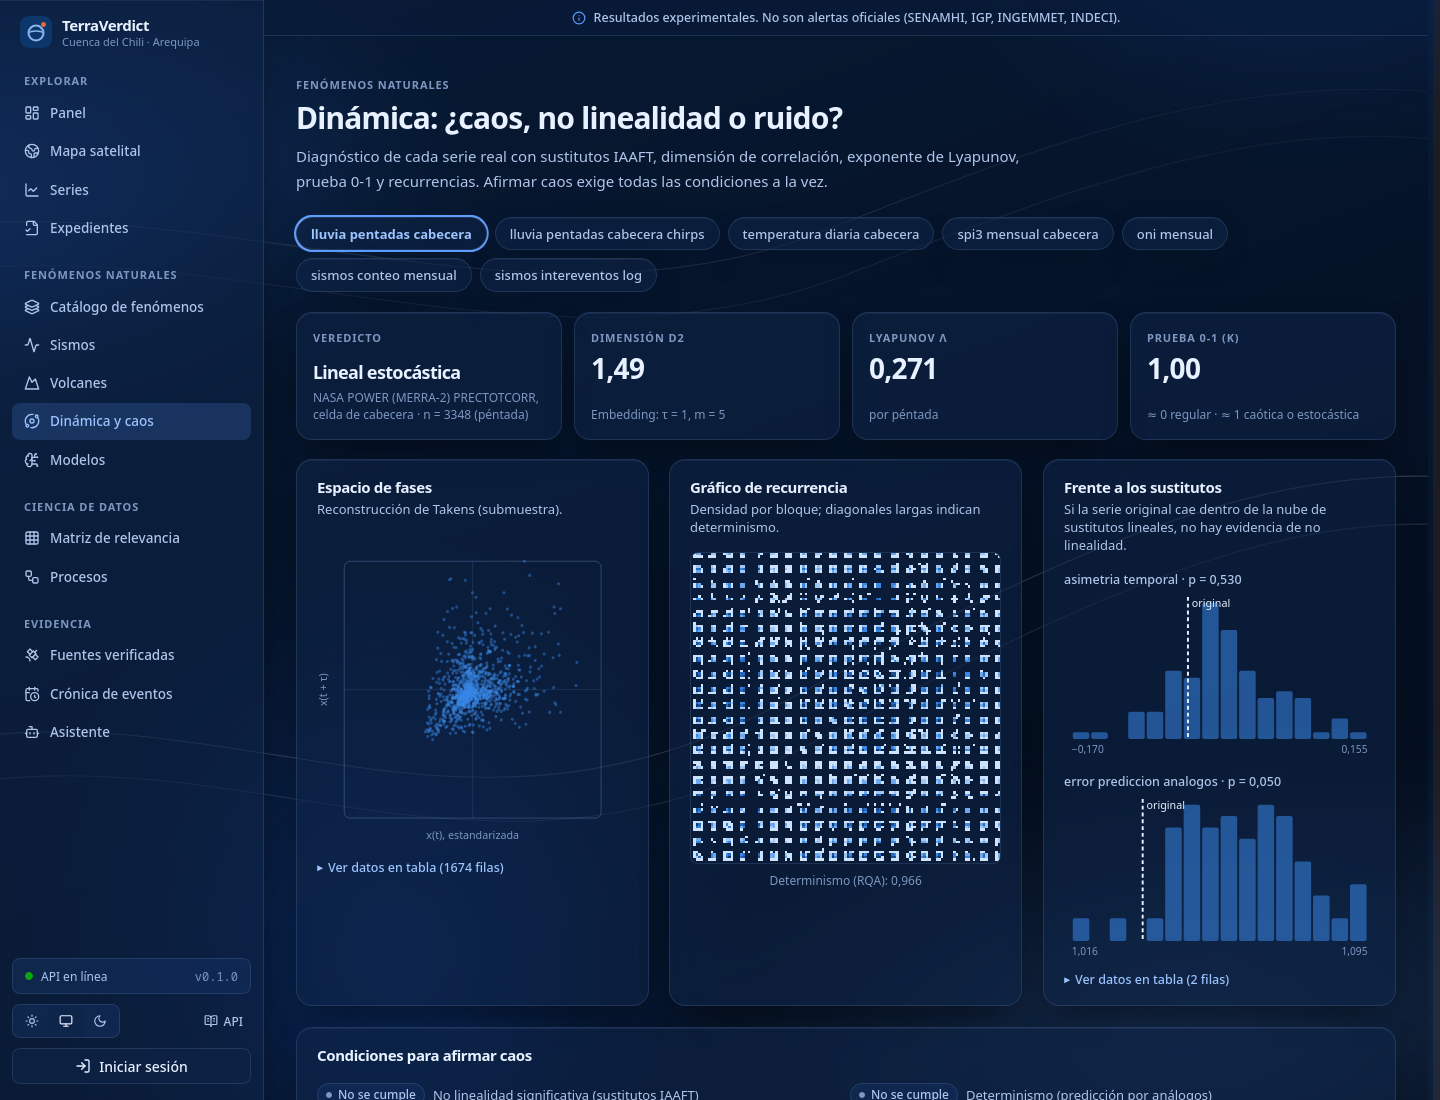 TerraVerdict
Cuenca del Chili · Arequipa
EXPLORAR
Panel
Mapa satelital
Series
Expedientes
FENÓMENOS NATURALES
Catálogo de fenómenos
Sismos
Volcanes
Dinámica y caos
Modelos
CIENCIA DE DATOS
Matriz de relevancia
Procesos
EVIDENCIA
Fuentes verificadas
Crónica de eventos
Asistente
API en línea
v0.1.0
API
Iniciar sesión
Resultados experimentales. No son alertas oficiales (SENAMHI, IGP, INGEMMET, INDECI).
FENÓMENOS NATURALES
Dinámica: ¿caos, no linealidad o ruido?
Diagnóstico de cada serie real con sustitutos IAAFT, dimensión de correlación, exponente de Lyapunov,
prueba 0-1 y recurrencias. Afirmar caos exige todas las condiciones a la vez.
lluvia pentadas cabecera
lluvia pentadas cabecera chirps
temperatura diaria cabecera
spi3 mensual cabecera
oni mensual
sismos conteo mensual
sismos intereventos log
VEREDICTO
Lineal estocástica
NASA POWER (MERRA-2) PRECTOTCORR,
celda de cabecera · n = 3348 (péntada)
DIMENSIÓN D2
1,49
Embedding: τ = 1, m = 5
LYAPUNOV Λ
0,271
por péntada
PRUEBA 0-1 (K)
1,00
≈ 0 regular · ≈ 1 caótica o estocástica
Espacio de fases
Reconstrucción de Takens (submuestra).
x(t + τ)
x(t), estandarizada
▸ Ver datos en tabla (1674 filas)
Gráfico de recurrencia
Densidad por bloque; diagonales largas indican
determinismo.
Determinismo (RQA): 0,966
Frente a los sustitutos
Si la serie original cae dentro de la nube de
sustitutos lineales, no hay evidencia de no
linealidad.
asimetria temporal · p = 0,530
original
−0,170
0,155
error prediccion analogos · p = 0,050
original
1,016
1,095
▸ Ver datos en tabla (2 filas)
Condiciones para afirmar caos
No se cumple
No linealidad significativa (sustitutos IAAFT)
No se cumple
Determinismo (predicción por análogos)